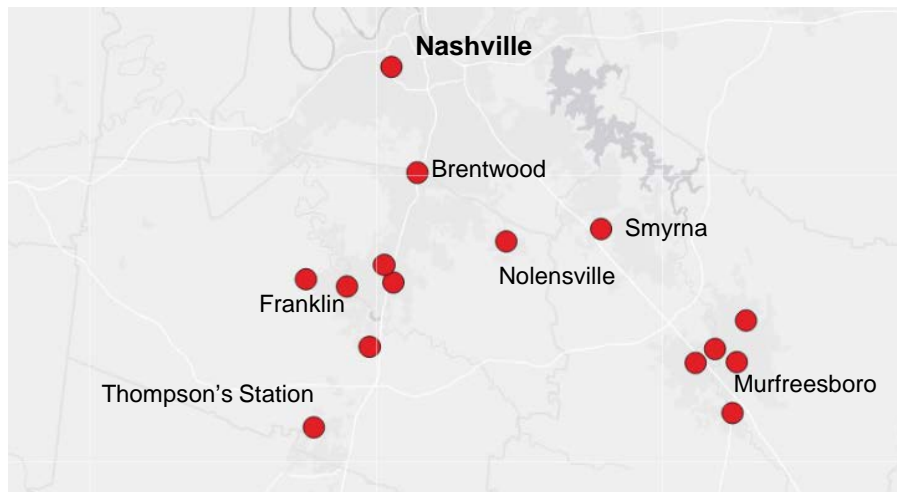 Nashville
Brentwood
Smyrna
Nolensville
Franklin
Murfreesboro
Thompson's Station